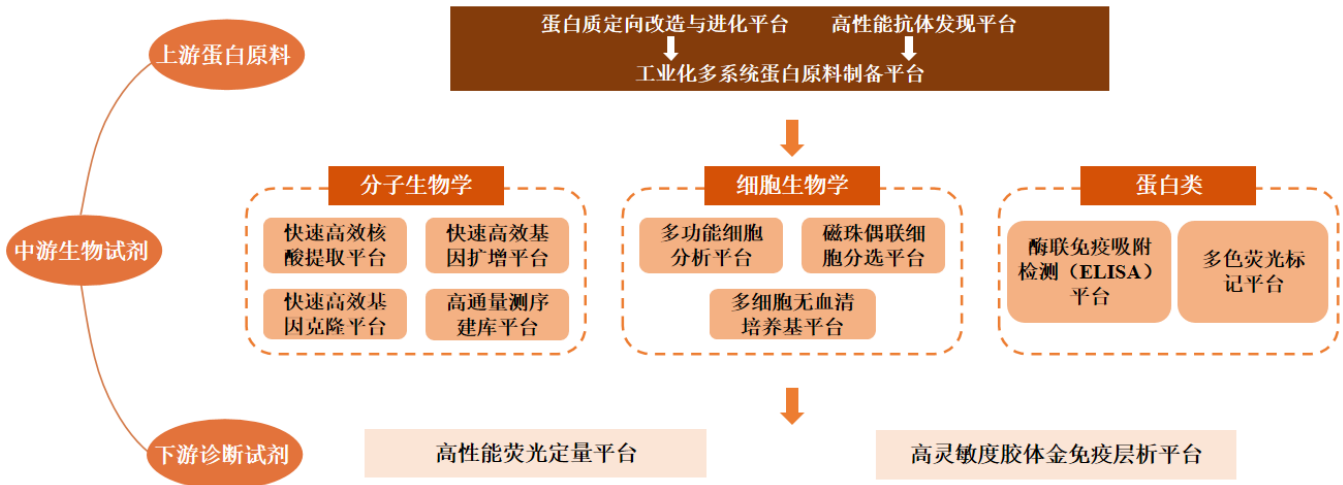 上游蛋白原料
蛋白质定向改造与进化平台
高性能抗体发现平台
工业化多系统蛋白原料制备平台
中游生物试剂
分子生物学
快速高效核
酸提取平台
快速高效基
因扩增平台
快速高效基
因克隆平台
高通量测序
建库平台
细胞生物学
多功能细胞
分析平台
磁珠偶联细
胞分选平台
多细胞无血清
培养基平台
蛋白类
酶联免疫吸附
检测（ELISA）
平台
多色荧光标
记平台
下游诊断试剂
高性能荧光定量平台
高灵敏度胶体金免疫层析平台